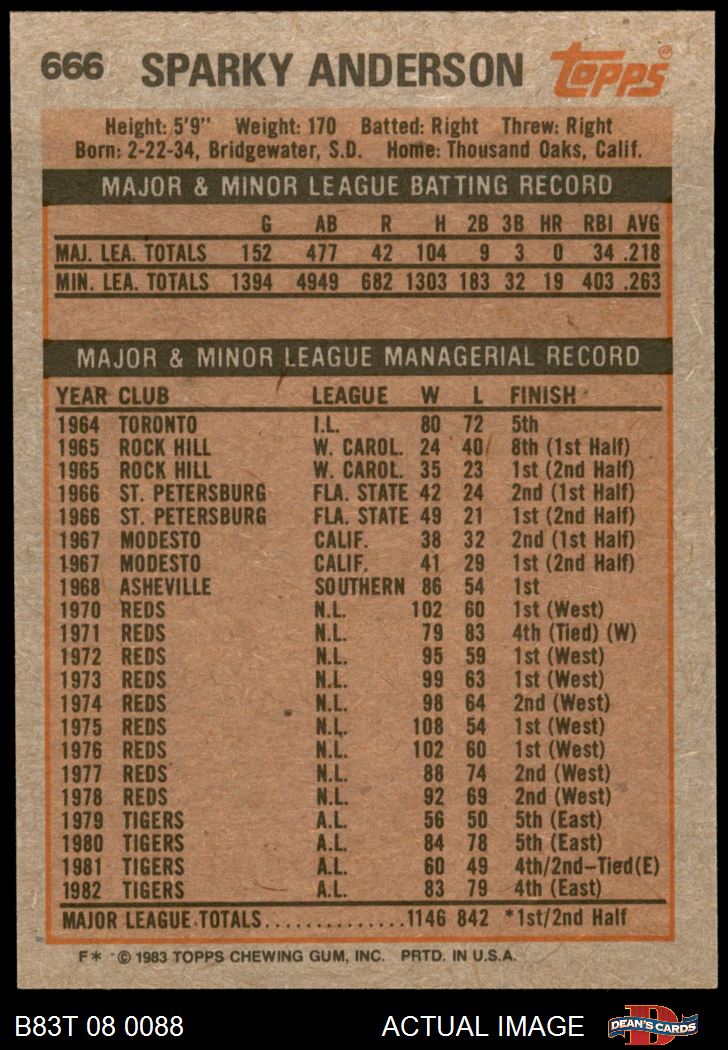 666 SPARKY ANDERSON Topps®
Height: 5'9" Weight: 170 Batted: Right Threw: Right
Born: 2-22-34, Bridgewater, S.D. Home: Thousand Oaks, Calif.
MAJOR & MINOR LEAGUE BATTING RECORD
G AB R H 2B 3B HR RBI AVG
MAJ. LEA. TOTALS 152 477 42 104 9 3 0 34 .218
MIN. LEA. TOTALS 1394 4949 682 1303 183 32 19 403 .263
MAJOR & MINOR LEAGUE MANAGERIAL RECORD
YEAR CLUB LEAGUE W L FINISH
1964 TORONTO I.L. 80 72 5th
1965 ROCK HILL W. CAROL. 24 40 8th (1st Half)
1965 ROCK HILL W. CAROL. 35 23 1st (2nd Half)
1966 ST. PETERSBURG FLA. STATE 42 24 2nd (1st Half)
1966 ST. PETERSBURG FLA. STATE 49 21 1st (2nd Half)
1967 MODESTO CALIF. 38 32 2nd (1st Half)
1967 MODESTO CALIF. 41 29 1st (2nd Half)
1968 ASHEVILLE SOUTHERN 86 54 1st
1970 REDS N.L. 102 60 1st (West)
1971 REDS N.L. 79 83 4th (Tied) (W)
1972 REDS N.L. 95 59 1st (West)
1973 REDS N.L. 99 63 1st (West)
1974 REDS N.L. 98 64 2nd (West)
1975 REDS N.L. 108 54 1st (West)
1976 REDS N.L. 102 60 1st (West)
1977 REDS N.L. 88 74 2nd (West)
1978 REDS N.L. 92 69 2nd (West)
1979 TIGERS A.L. 56 50 5th (East)
1980 TIGERS A.L. 84 78 5th (East)
1981 TIGERS A.L. 60 49 4th/2nd-Tied(E)
1982 TIGERS A.L. 83 79 4th (East)
MAJOR LEAGUE TOTALS..............1146 842 *1st/2nd Half
F* © 1983 TOPPS CHEWING GUM, INC. PRTD. IN U.S.A.
B83T 08 0088 ACTUAL IMAGE D DEAN'S CARDS